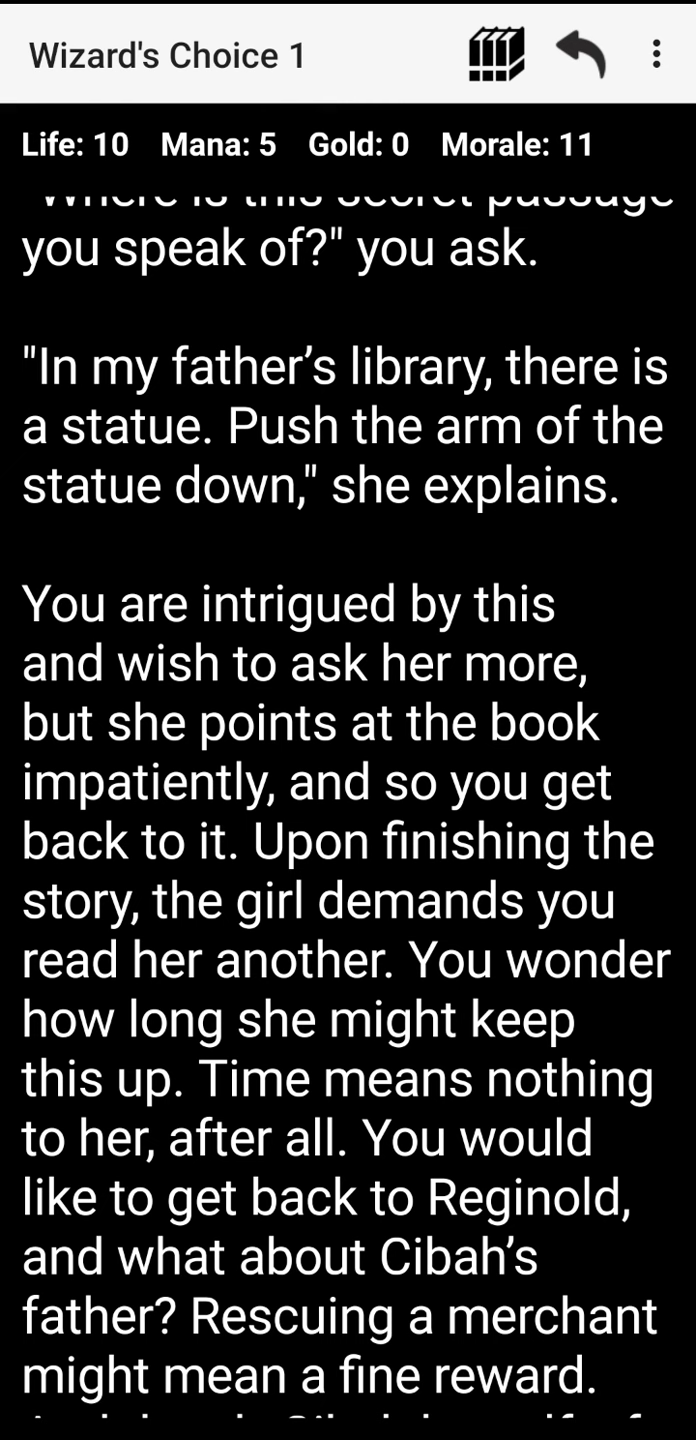 Wizard's Choice 1
Life: 10 Mana: 5 Gold: 0 Morale: 11
"Where is this secret passage
you speak of?" you ask.
"In my father’s library, there is
a statue. Push the arm of the
statue down," she explains.
You are intrigued by this
and wish to ask her more,
but she points at the book
impatiently, and so you get
back to it. Upon finishing the
story, the girl demands you
read her another. You wonder
how long she might keep
this up. Time means nothing
to her, after all. You would
like to get back to Reginold,
and what about Cibah’s
father? Rescuing a merchant
might mean a fine reward.